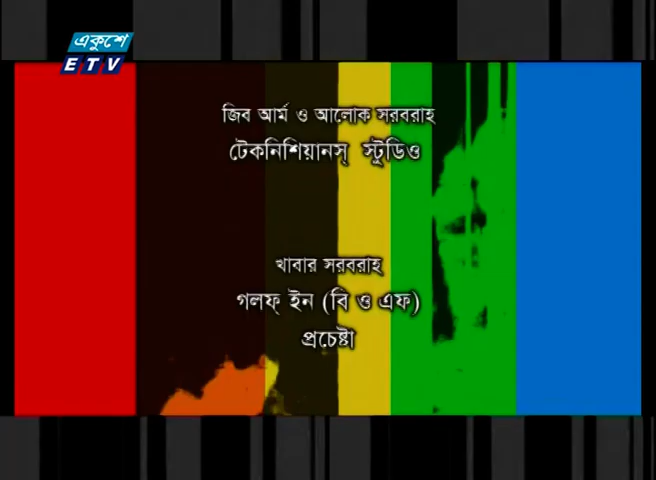 একুশে
ETV
জিব আর্ম ও আলোক সরবরাহ
টেকনিশিয়ানস্ স্টুডিও
খাবার সরবরাহ
গলফ্ ইন (বি ও এফ)
প্রচেষ্টা